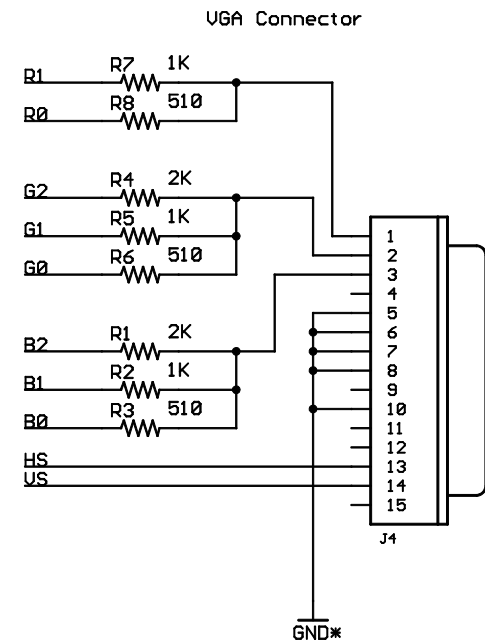 VGA Connector
R1 R7 1K
R0 R8 510
G2 R4 2K
G1 R5 1K
G0 R6 510
B2 R1 2K
B1 R2 1K
B0 R3 510
HS
VS
1
2
3
4
5
6
7
8
9
10
11
12
13
14
15
J4
GND*